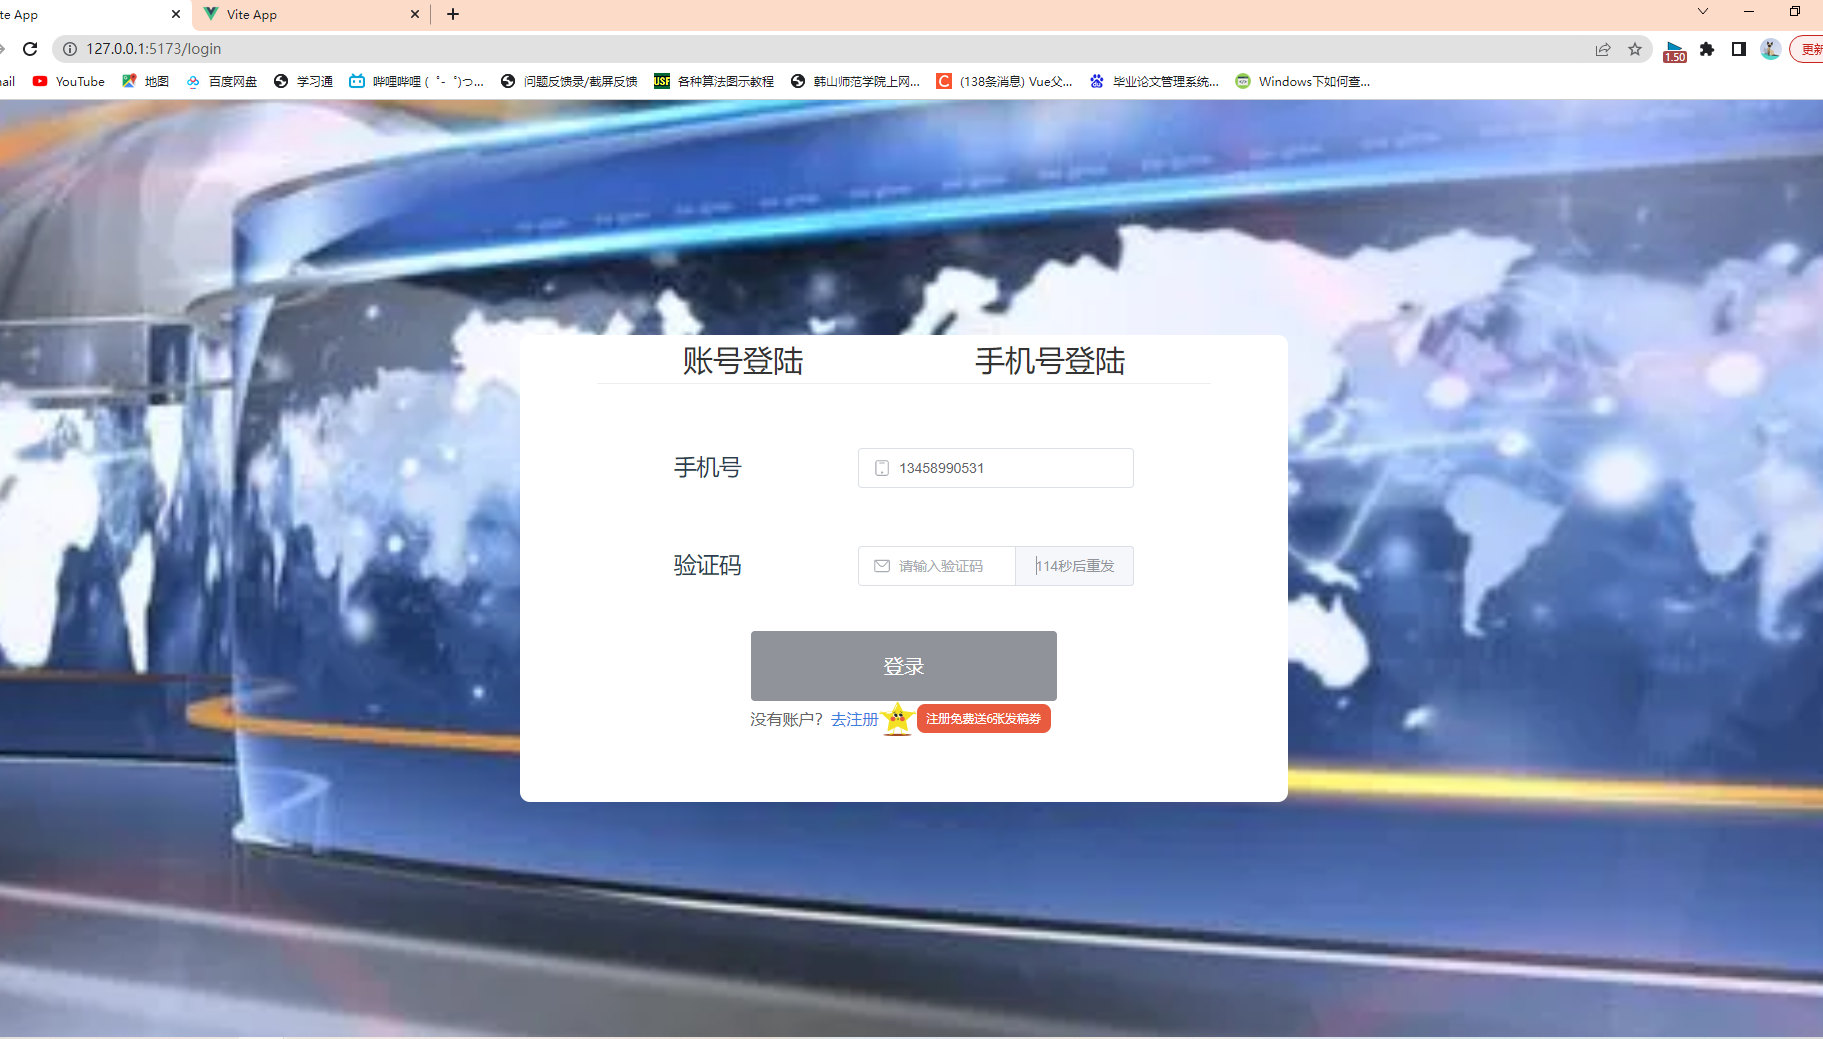 te App
Vite App
127.0.0.1:5173/login
1.50
更新
ail
YouTube
地图
百度网盘
学习通
哔哩哔哩 ( ゜- ゜)つ...
问题反馈录/截屏反馈
USF
各种算法图示教程
韩山师范学院上网...
C
(138条消息) Vue父...
毕业论文管理系统...
Windows下如何查...
账号登陆
手机号登陆
手机号
13458990531
验证码
请输入验证码
114秒后重发
登录
没有账户？去注册
注册免费送6张发稿券